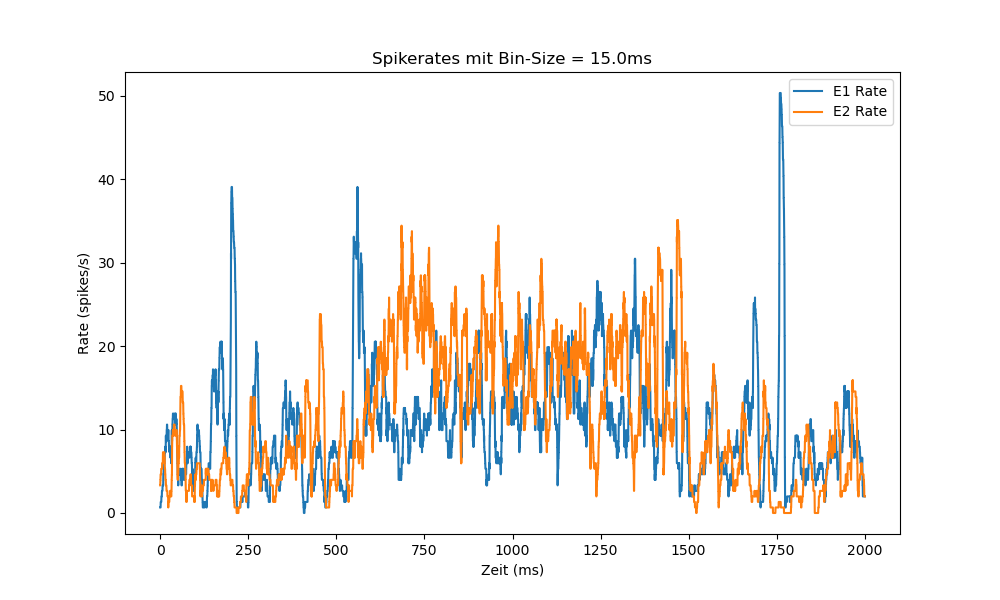 Spikerates mit Bin-Size = 15.0ms
E1 Rate
E2 Rate
Rate (spikes/s)
50
40
30
20
10
0
0 250 500 750 1000 1250 1500 1750 2000
Zeit (ms)